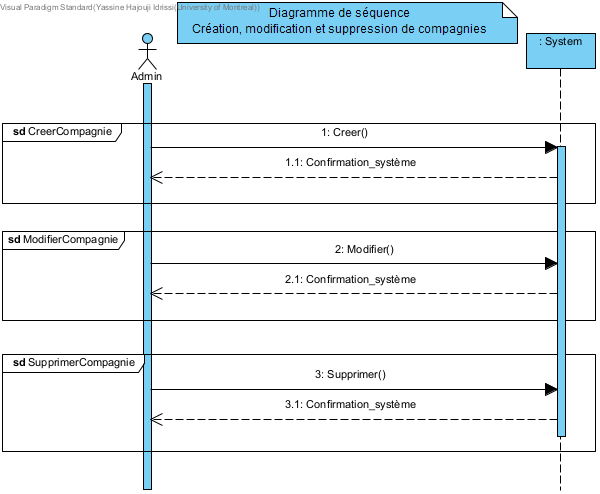 Visual Paradigm Standard(Yassine Hajouji Idrissi(University of Montreal))
Diagramme de séquence
Création, modification et suppression de compagnies
: System
Admin
sd CreerCompagnie
1: Creer()
1.1: Confirmation_système
sd ModifierCompagnie
2: Modifier()
2.1: Confirmation_système
sd SupprimerCompagnie
3: Supprimer()
3.1: Confirmation_système